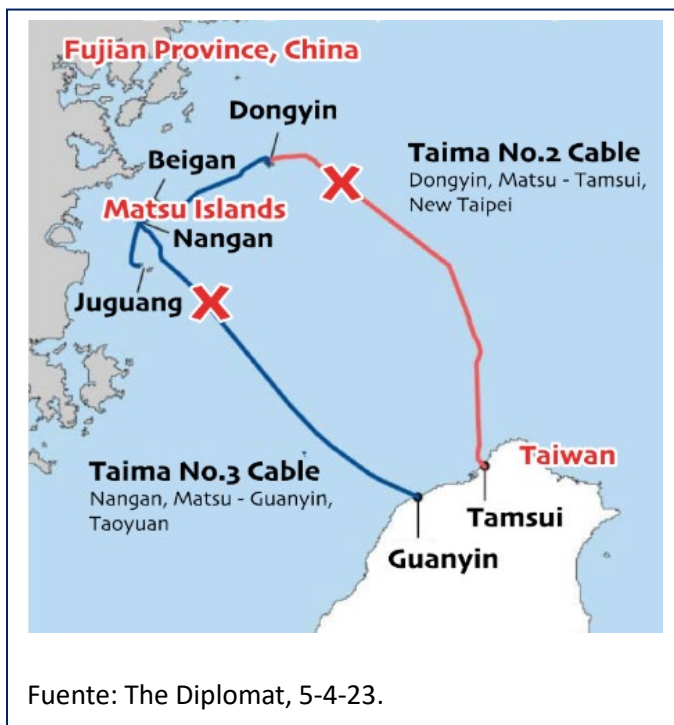 Fujian Province, China
Dongyin
Taima No.2 Cable
Dongyin, Matsu - Tamsui,
New Taipei
Beigan
Matsu Islands
Nangan
Juguang
Taima No.3 Cable
Nangan, Matsu - Guanyin,
Taoyuan
Taiwan
Tamsui
Guanyin
Fuente: The Diplomat, 5-4-23.